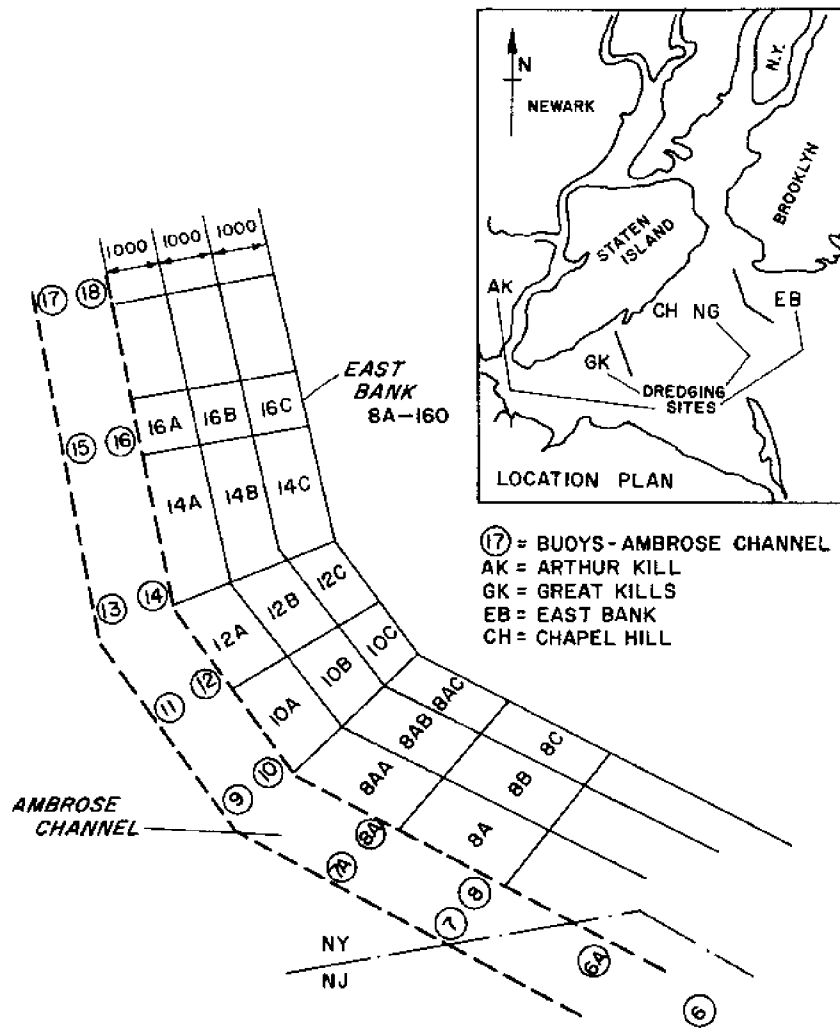 N
NEWARK
N.Y.
BROOKLYN
STATEN
ISLAND
AK
CH NG
EB
GK
DREDGING
SITES
LOCATION PLAN
17 = BUOYS-AMBROSE CHANNEL
AK = ARTHUR KILL
GK = GREAT KILLS
EB = EAST BANK
CH = CHAPEL HILL
1000 1000 1000
17 18
EAST
BANK
8A-160
16A 16B 16C
15 16
14A 14B 14C
13 14
12A 12B 12C
11 12
10A 10B 10C
9 10
8AA 8AB 8AC
8A 8B 8C
AMBROSE
CHANNEL
7A 8A
7 8
NY
NJ
6A
6